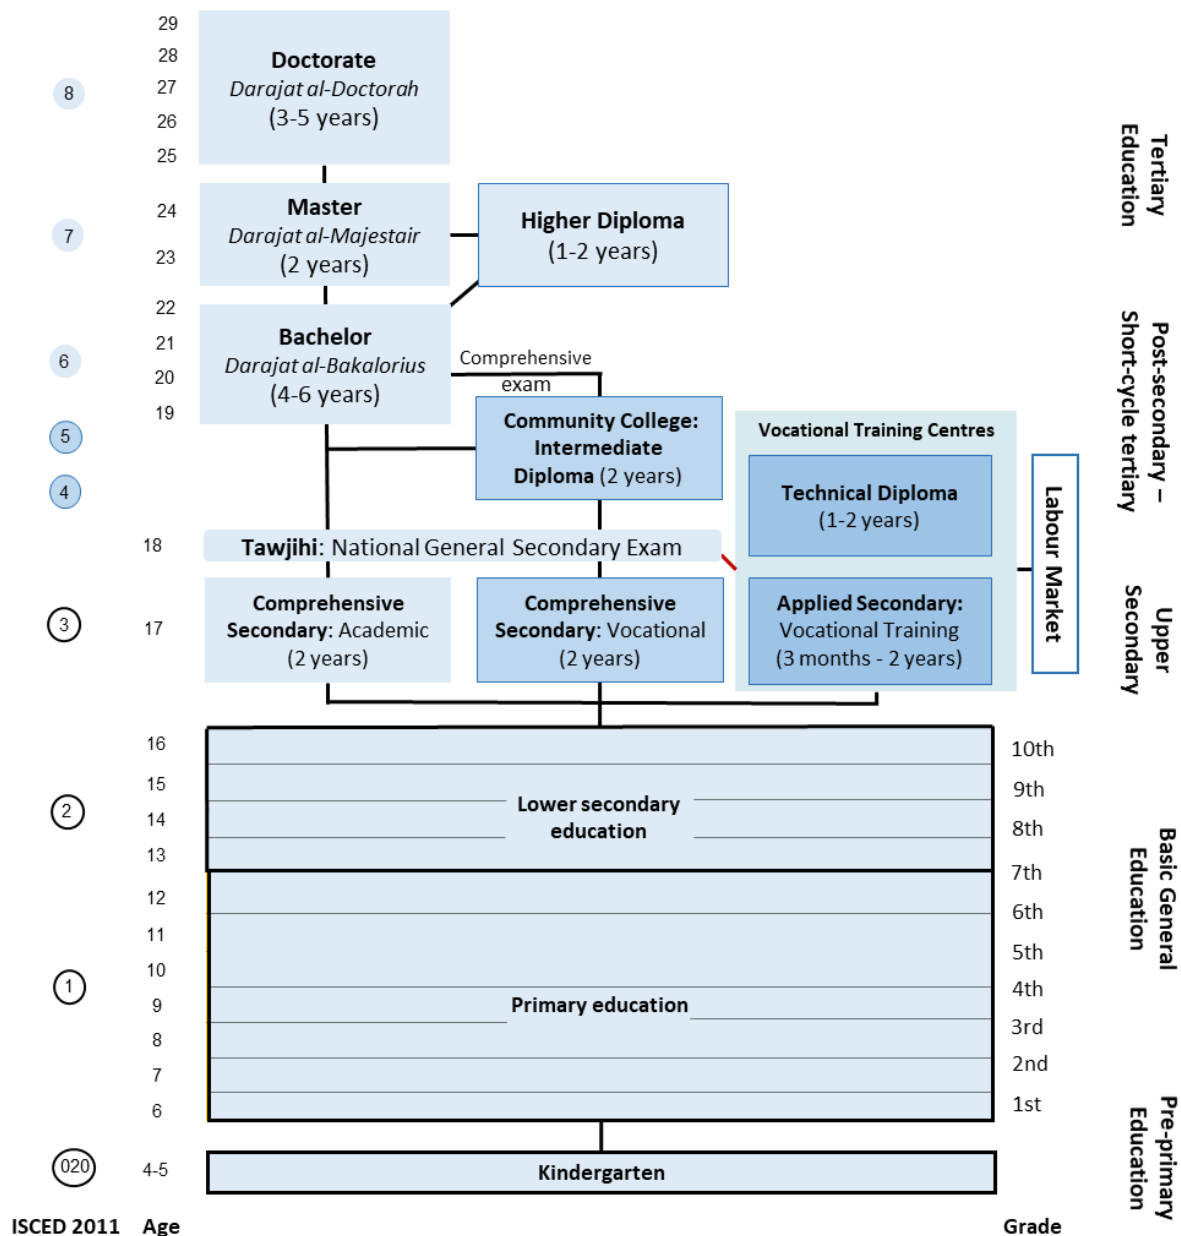 29
28
27
26
25
8
Doctorate
Darajat al-Doctorah
(3-5 years)
Tertiary
Education
24
23
7
Master
Darajat al-Majestair
(2 years)
Higher Diploma
(1-2 years)
22
21
20
19
6
Bachelor
Darajat al-Bakalorius
(4-6 years)
Comprehensive
exam
Post-secondary –
Short-cycle tertiary
5
4
Community College:
Intermediate
Diploma (2 years)
Vocational Training Centres
Technical Diploma
(1-2 years)
Labour Market
18
Tawjihi: National General Secondary Exam
3
17
Comprehensive
Secondary: Academic
(2 years)
Comprehensive
Secondary: Vocational
(2 years)
Applied Secondary:
Vocational Training
(3 months - 2 years)
Upper
Secondary
16
15
14
13
2
Lower secondary
education
10th
9th
8th
7th
Basic General
Education
12
11
10
9
8
7
6
1
Primary education
6th
5th
4th
3rd
2nd
1st
Pre-primary
Education
020
4-5
Kindergarten
ISCED 2011
Age
Grade